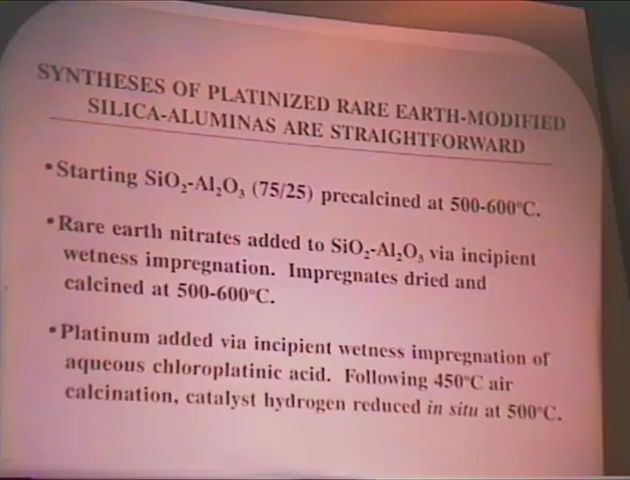 SYNTHESES OF PLATINIZED RARE EARTH-MODIFIED
SILICA-ALUMINAS ARE STRAIGHTFORWARD
•Starting SiO₂-Al₂O₃ (75/25) precalcined at 500-600°C.
•Rare earth nitrates added to SiO₂-Al₂O₃ via incipient
wetness impregnation. Impregnates dried and
calcined at 500-600°C.
•Platinum added via incipient wetness impregnation of
aqueous chloroplatinic acid. Following 450°C air
calcination, catalyst hydrogen reduced in situ at 500°C.